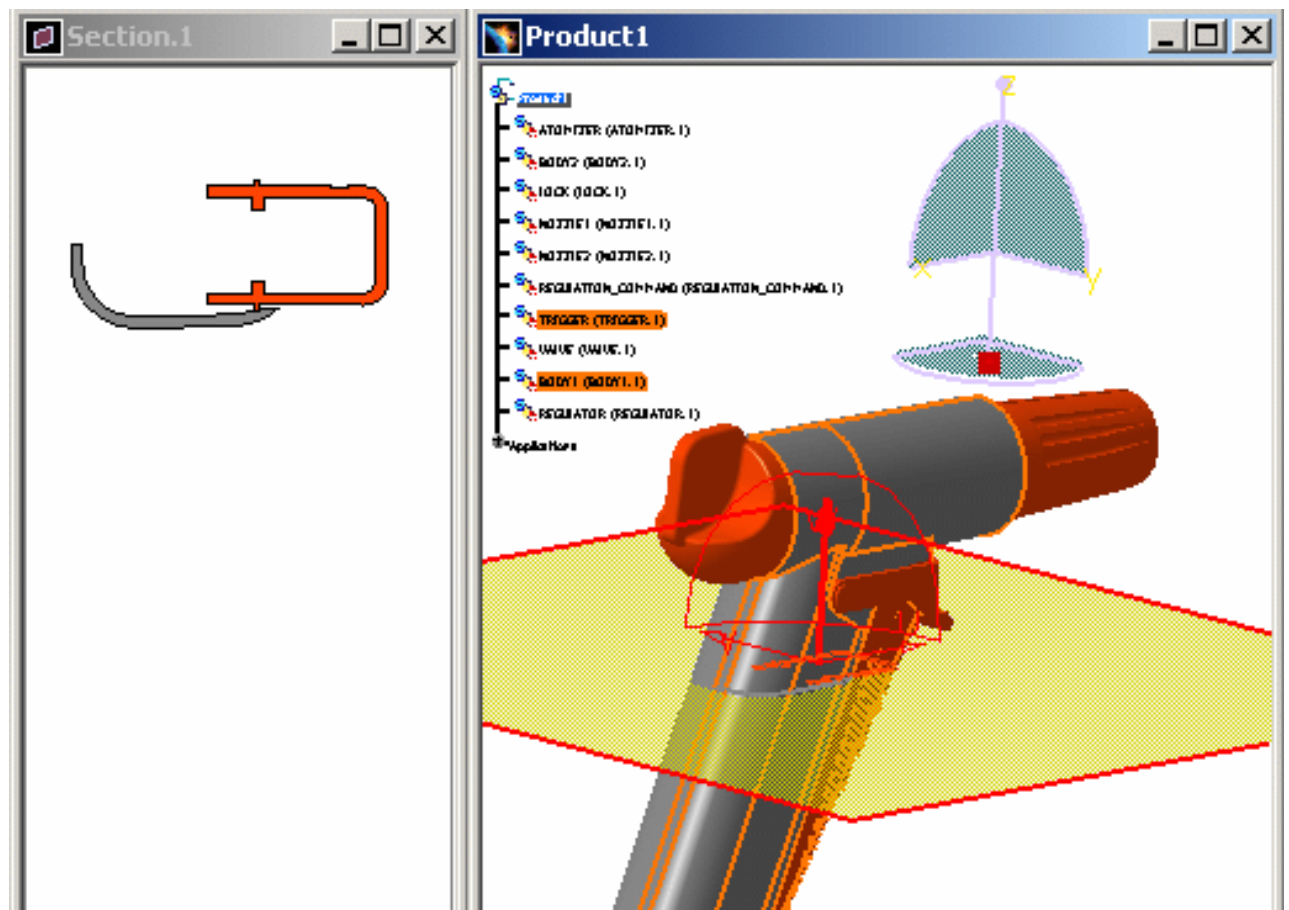 Section.1
Product1
Product1
ATOMIZER (ATOMIZER.1)
BODY2 (BODY2.1)
LOCK (LOCK.1)
NOZZLE1 (NOZZLE1.1)
NOZZLE2 (NOZZLE2.1)
REGULATION_COMMAND (REGULATION_COMMAND.1)
TRIGGER (TRIGGER.1)
VALVE (VALVE.1)
BODY1 (BODY1.1)
REGULATOR (REGULATOR.1)
Applications
z
x
y